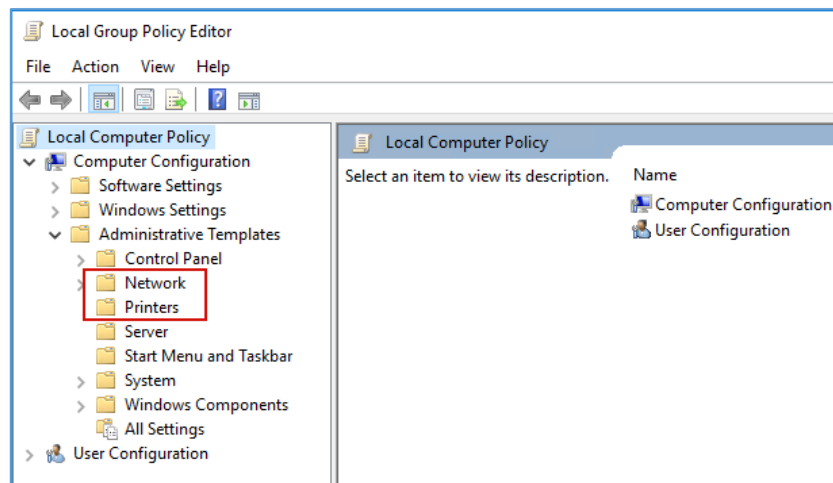 Local Group Policy Editor
File Action View Help
Local Computer Policy
Computer Configuration
Software Settings
Windows Settings
Administrative Templates
Control Panel
Network
Printers
Server
Start Menu and Taskbar
System
Windows Components
All Settings
User Configuration
Local Computer Policy
Select an item to view its description.
Name
Computer Configuration
User Configuration